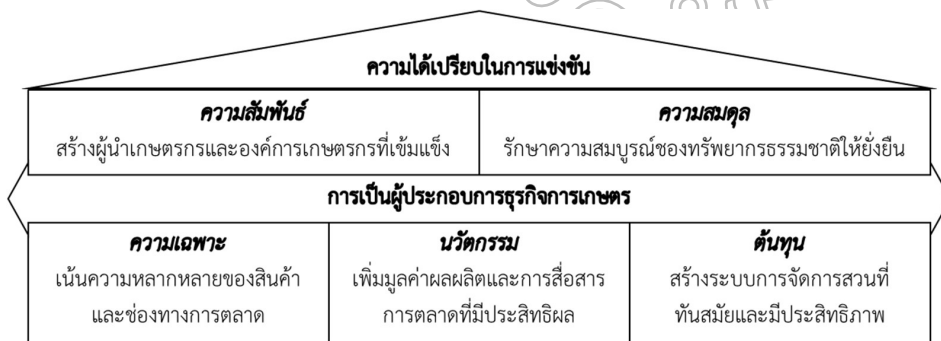 ความได้เปรียบในการแข่งขัน
ความสัมพันธ์
สร้างผู้นำเกษตรกรและองค์การเกษตรกรที่เข้มแข็ง
ความสมดุล
รักษาความสมบูรณ์ชองทรัพยากรธรรมชาติให้ยั่งยืน
การเป็นผู้ประกอบการธุรกิจการเกษตร
ความเฉพาะ
เน้นความหลากหลายของสินค้า
และช่องทางการตลาด
นวัตกรรม
เพิ่มมูลค่าผลผลิตและการสื่อสาร
การตลาดที่มีประสิทธิผล
ต้นทุน
สร้างระบบการจัดการสวนที่
ทันสมัยและมีประสิทธิภาพ